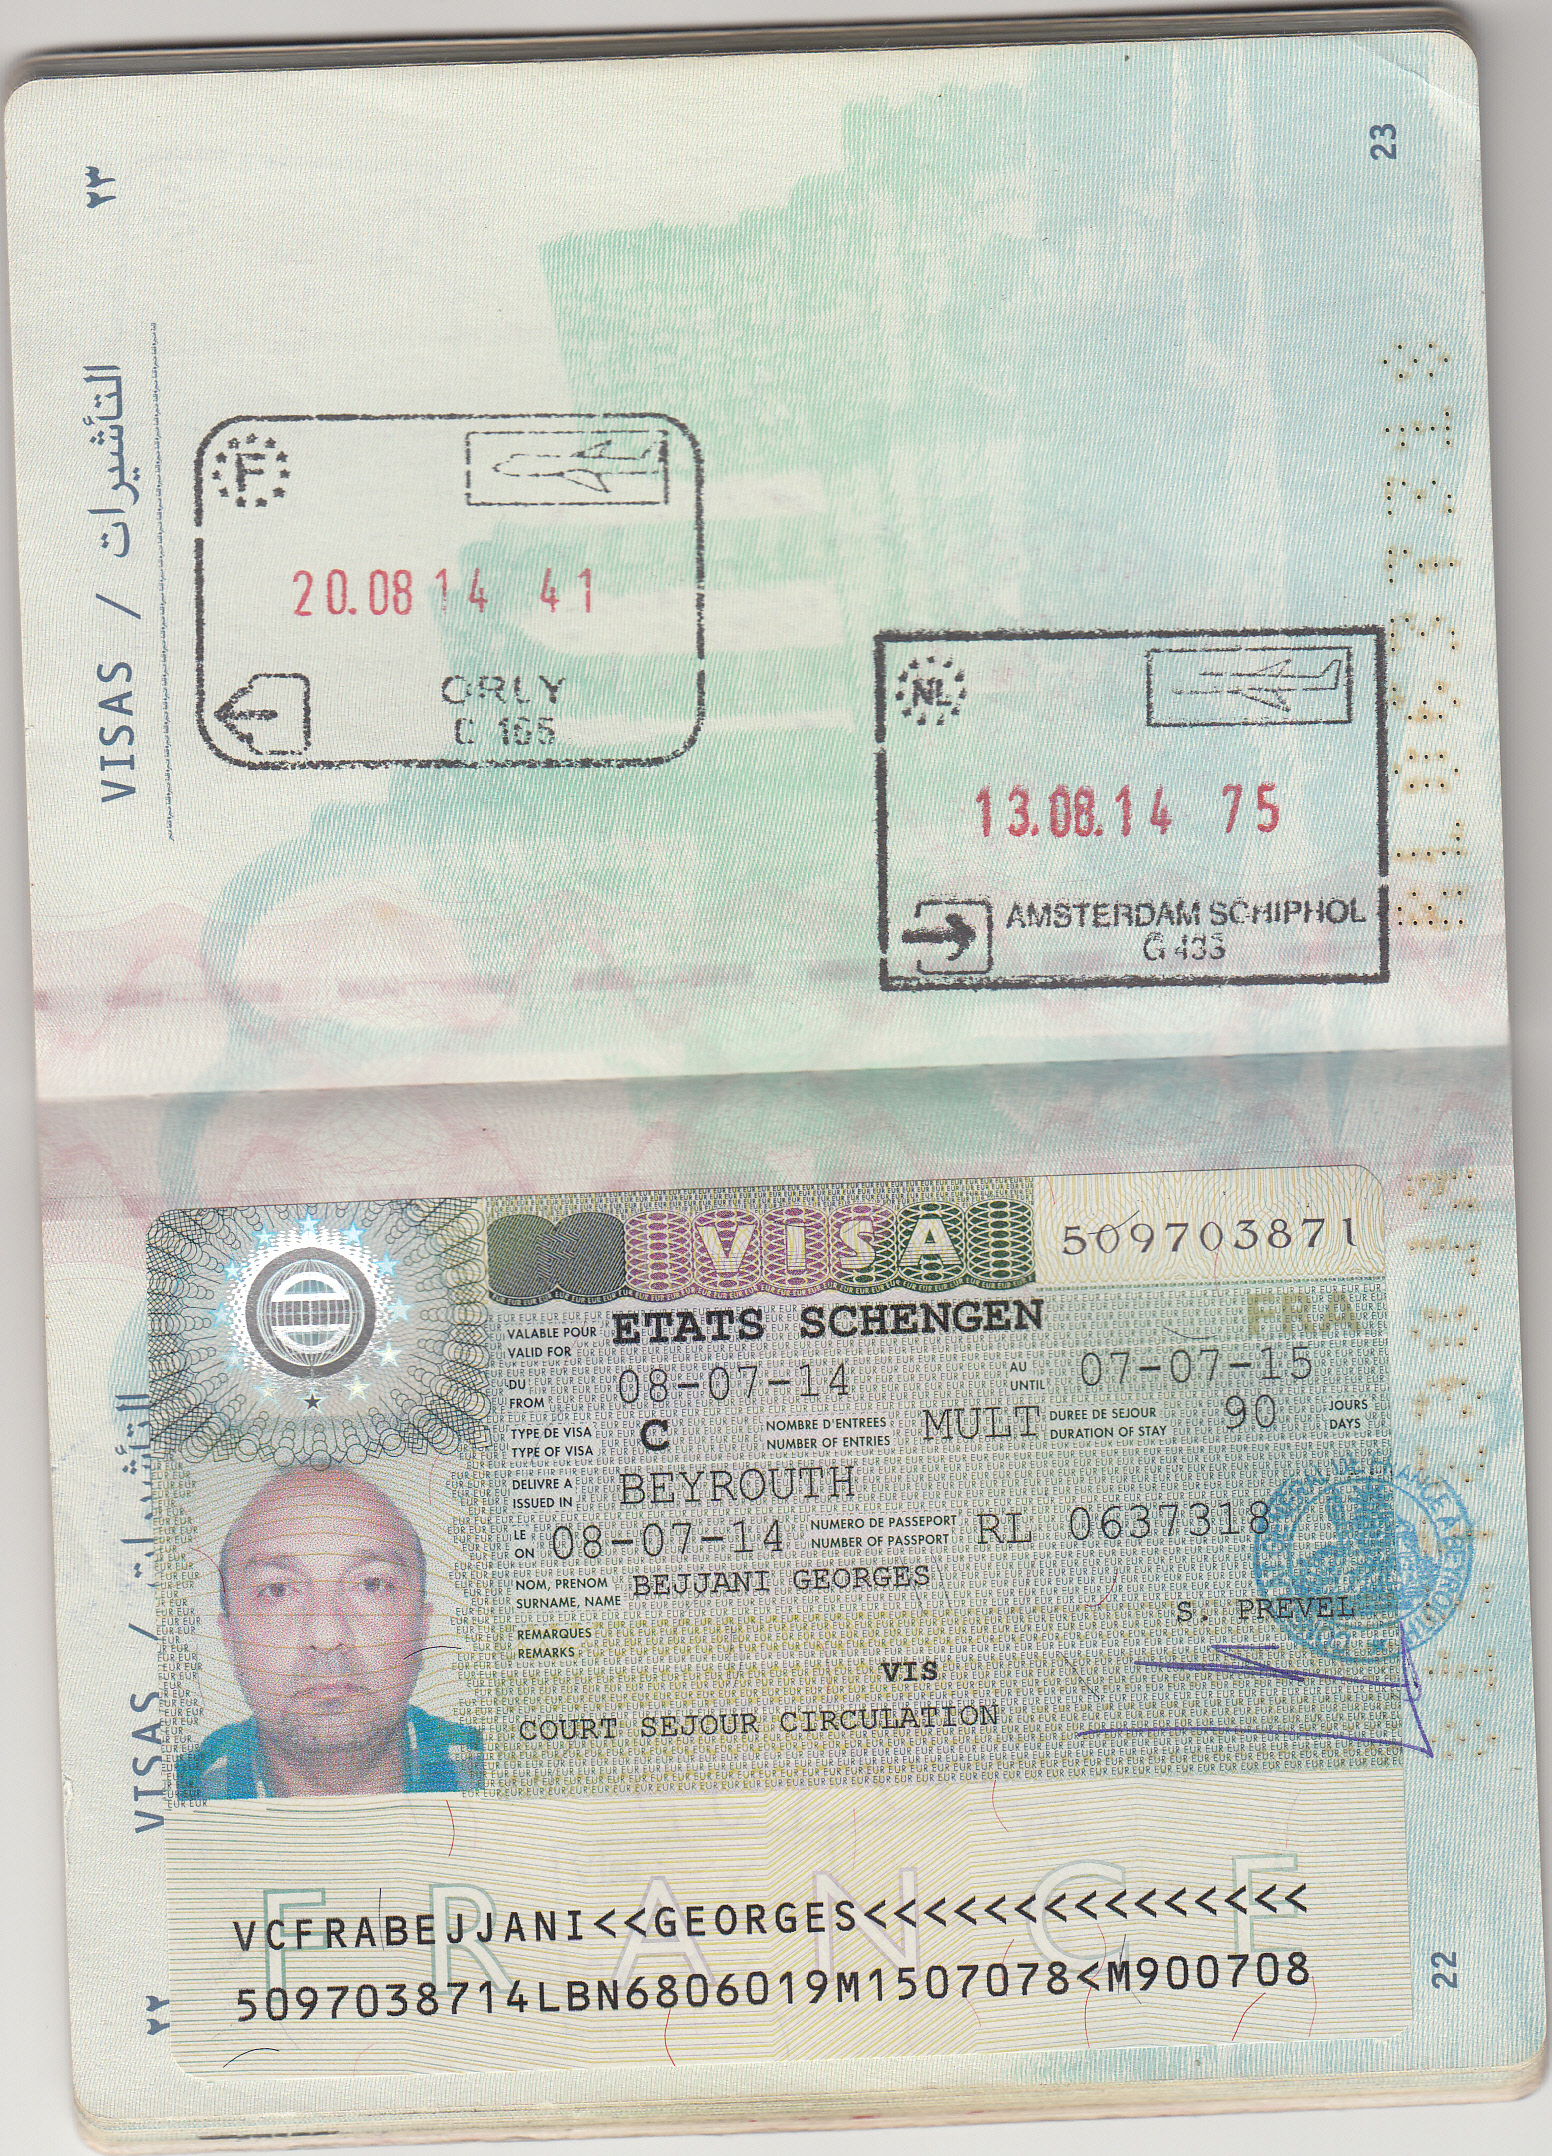 23
٢٣
VISAS / التأشيرات
F
20.08 14 41
ORLY
C 165
NL
13.08.14 75
AMSTERDAM SCHIPHOL
G 435
VISA
509703871
FRA
VALABLE POUR
VALID FOR
ETATS SCHENGEN
DU
FROM
08-07-14
AU
UNTIL
07-07-15
TYPE DE VISA
TYPE OF VISA
C
NOMBRE D'ENTREES
NUMBER OF ENTRIES
MULT
DUREE DE SEJOUR
DURATION OF STAY
90
JOURS
DAYS
DELIVRE A
ISSUED IN
BEYROUTH
LE
ON
08-07-14
NUMERO DE PASSEPORT
NUMBER OF PASSPORT
RL 0637318
NOM, PRENOM
SURNAME, NAME
BEJJANI GEORGES
S. PREVEL
REMARQUES
REMARKS
VIS
COURT SEJOUR CIRCULATION
VISAS / التأشيرات
FRANCE
VCFRABEJJANI<<GEORGES<<<<<<<<<<<<<<<
5097038714LBN6806019M1507078<M900708
22
٢٢